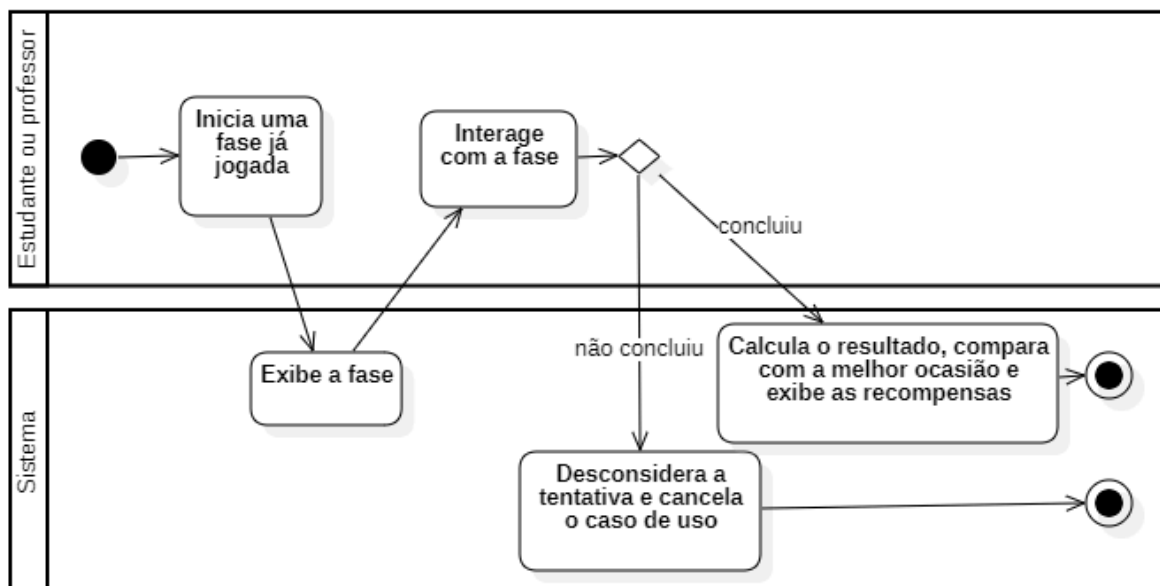 Estudante ou professor
Inicia uma
fase já
jogada
Interage
com a fase
concluiu
Sistema
Exibe a fase
não concluiu
Calcula o resultado, compara
com a melhor ocasião e
exibe as recompensas
Desconsidera a
tentativa e cancela
o caso de uso